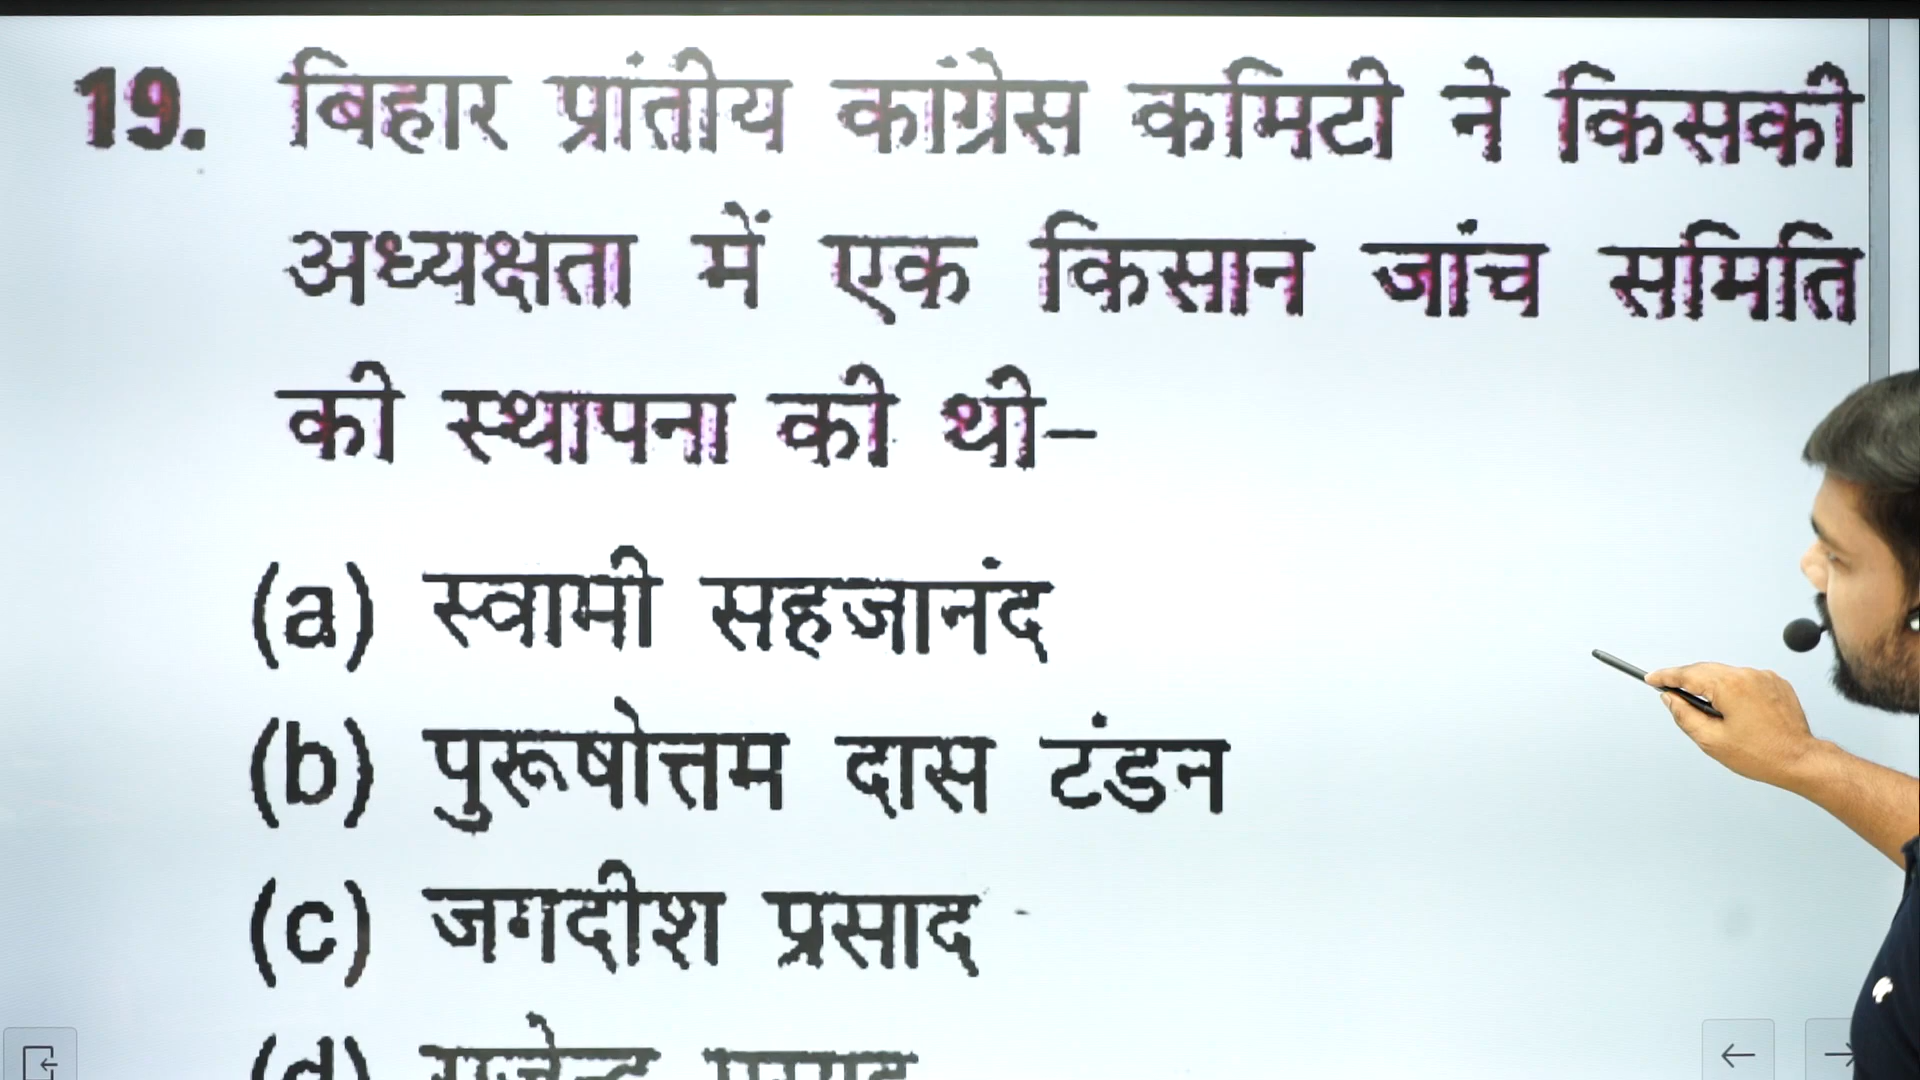 19. बिहार प्रांतीय कांग्रेस कमिटी ने किसकी
अध्यक्षता में एक किसान जांच समिति
की स्थापना की थी–
(a) स्वामी सहजानंद
(b) पुरूषोत्तम दास टंडन
(c) जगदीश प्रसाद
(d)